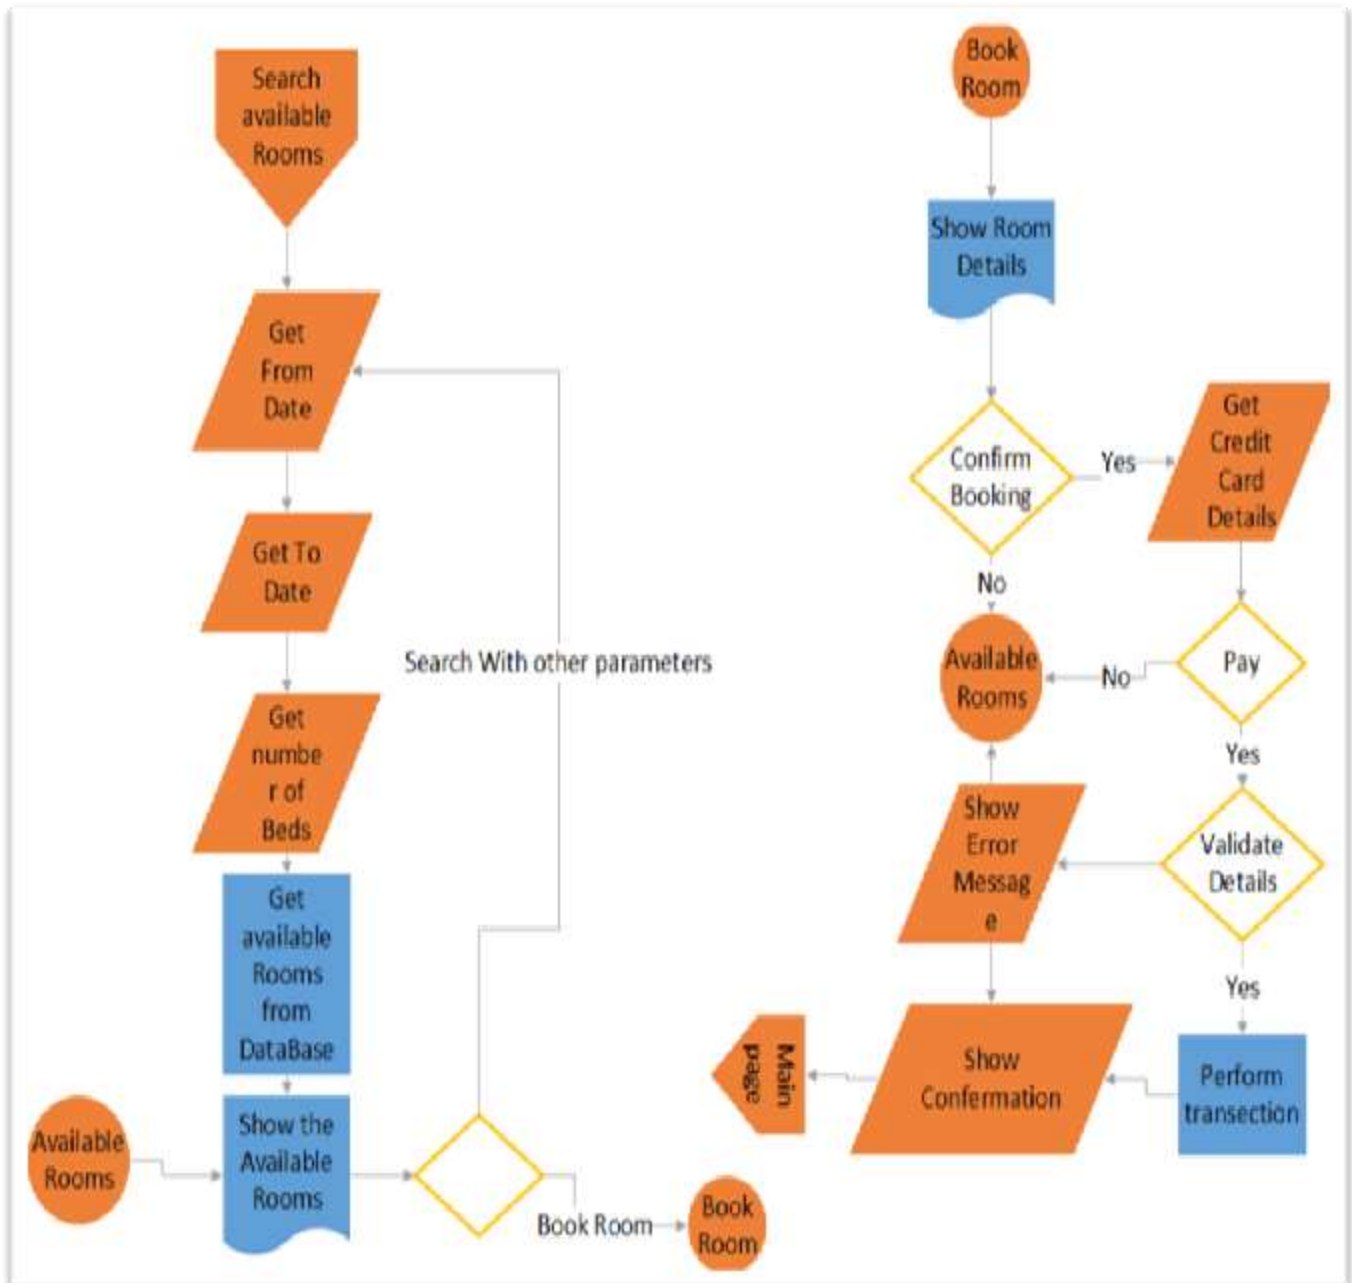 Search
available
Rooms
Get
From
Date
Get To
Date
Search With other parameters
Get
numbe
r of
Beds
Get
available
Rooms
from
DataBase
Available
Rooms
Show the
Available
Rooms
Book Room
Book
Room
Book
Room
Show Room
Details
Confirm
Booking
Yes
Get
Credit
Card
Details
No
Available
Rooms
No
Pay
Yes
Show
Error
Messag
e
Validate
Details
Yes
Main
page
Show
Confermation
Perform
transection